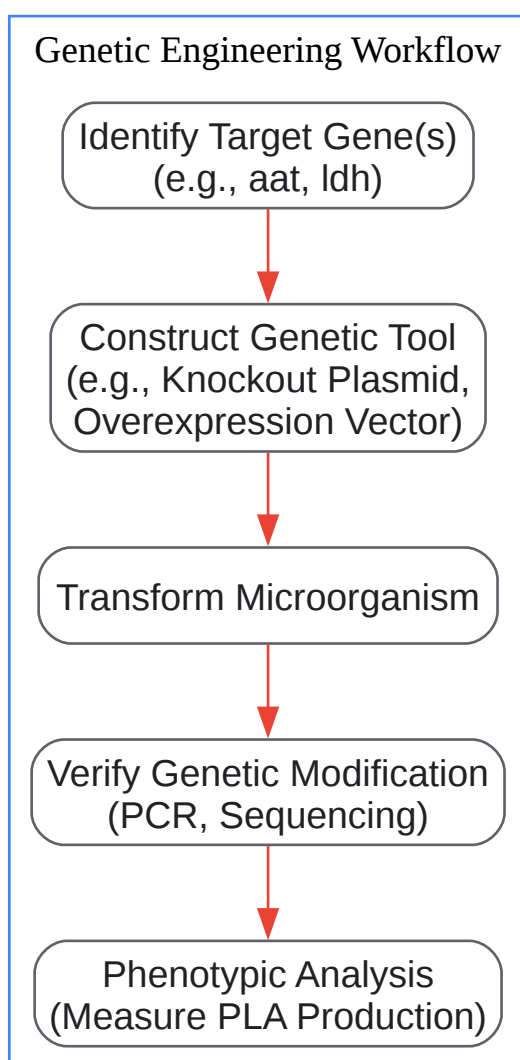 Genetic Engineering Workflow
Identify Target Gene(s)
(e.g., aat, ldh)
Construct Genetic Tool
(e.g., Knockout Plasmid,
Overexpression Vector)
Transform Microorganism
Verify Genetic Modification
(PCR, Sequencing)
Phenotypic Analysis
(Measure PLA Production)